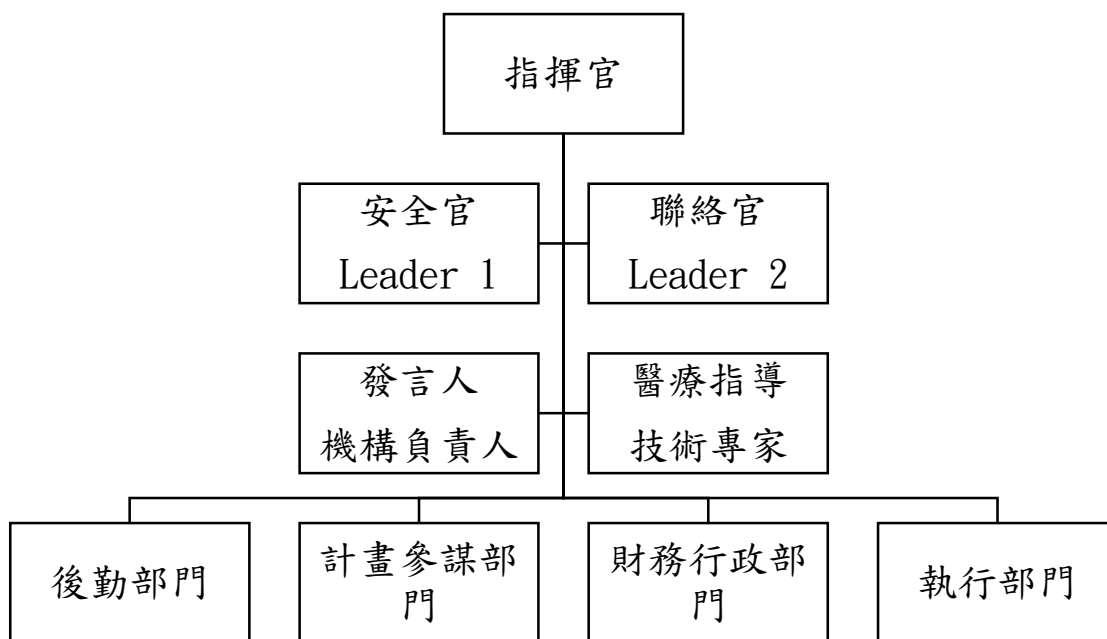 指揮官
安全官
Leader 1
聯絡官
Leader 2
發言人
機構負責人
醫療指導
技術專家
後勤部門
計畫參謀部
門
財務行政部
門
執行部門